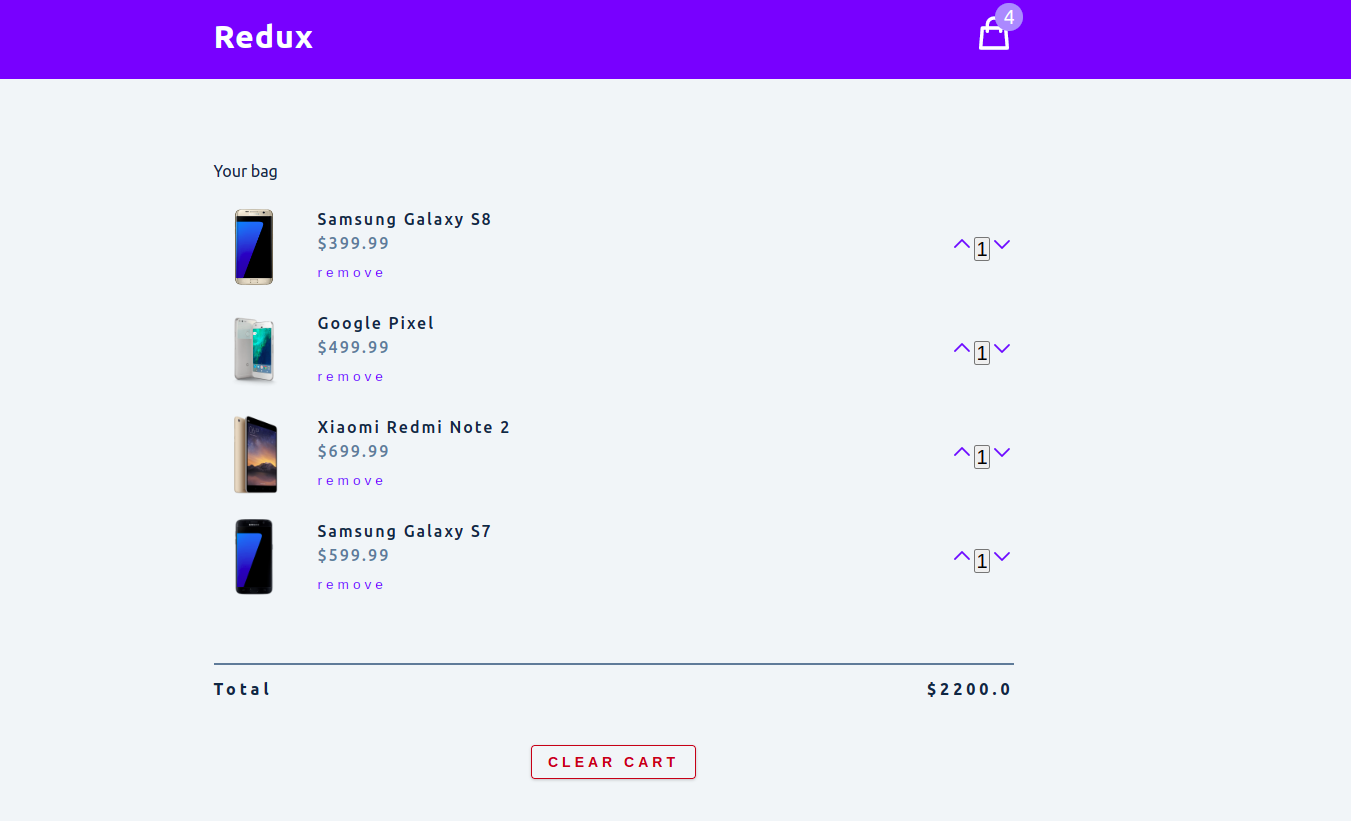 Redux
4
Your bag
Samsung Galaxy S8
$399.99
1
remove
Google Pixel
$499.99
1
remove
Xiaomi Redmi Note 2
$699.99
1
remove
Samsung Galaxy S7
$599.99
1
remove
Total $2200.0
CLEAR CART